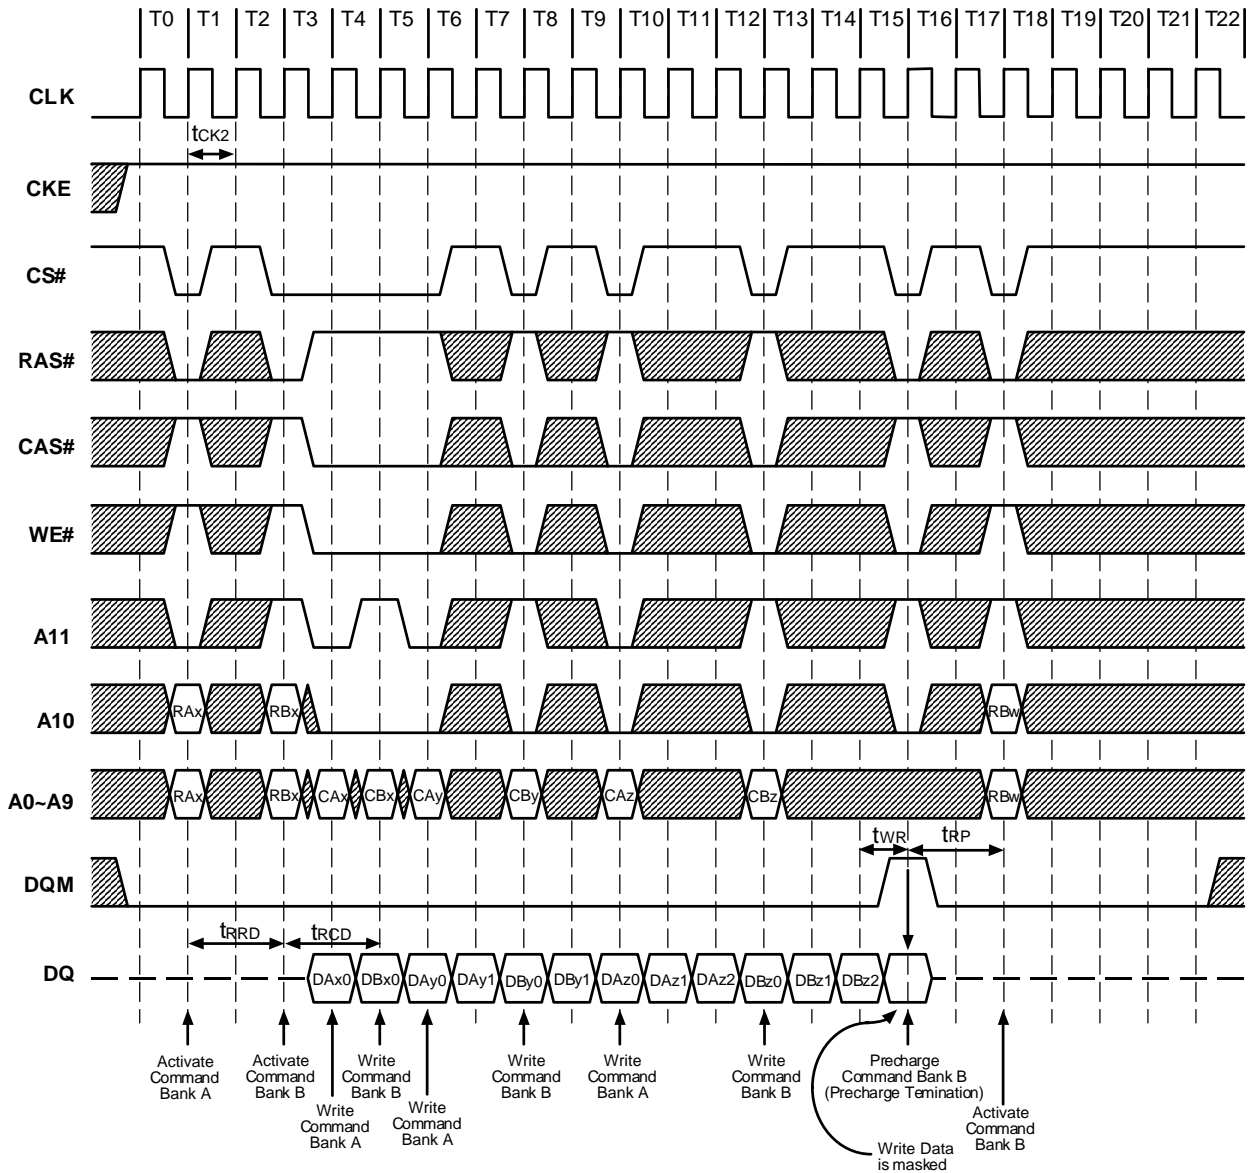 T0 T1 T2 T3 T4 T5 T6 T7 T8 T9 T10 T11 T12 T13 T14 T15 T16 T17 T18 T19 T20 T21 T22
CLK
tCK2
CKE
CS#
RAS#
CAS#
WE#
A11
A10 RAx RBx RBw
A0~A9 RAx RBx CAx CBx CAy CBy CAz CBz RBw
tWR tRP
DQM
tRRD tRCD
DQ DAx0 DBx0 DAy0 DAy1 DBy0 DBy1 DAz0 DAz1 DAz2 DBz0 DBz1 DBz2
Activate
Command
Bank A
Activate
Command
Bank B
Write
Command
Bank A
Write
Command
Bank B
Write
Command
Bank A
Write
Command
Bank B
Write
Command
Bank A
Write
Command
Bank B
Precharge
Command Bank B
(Precharge Temination)
Activate
Command
Bank B
Write Data
is masked